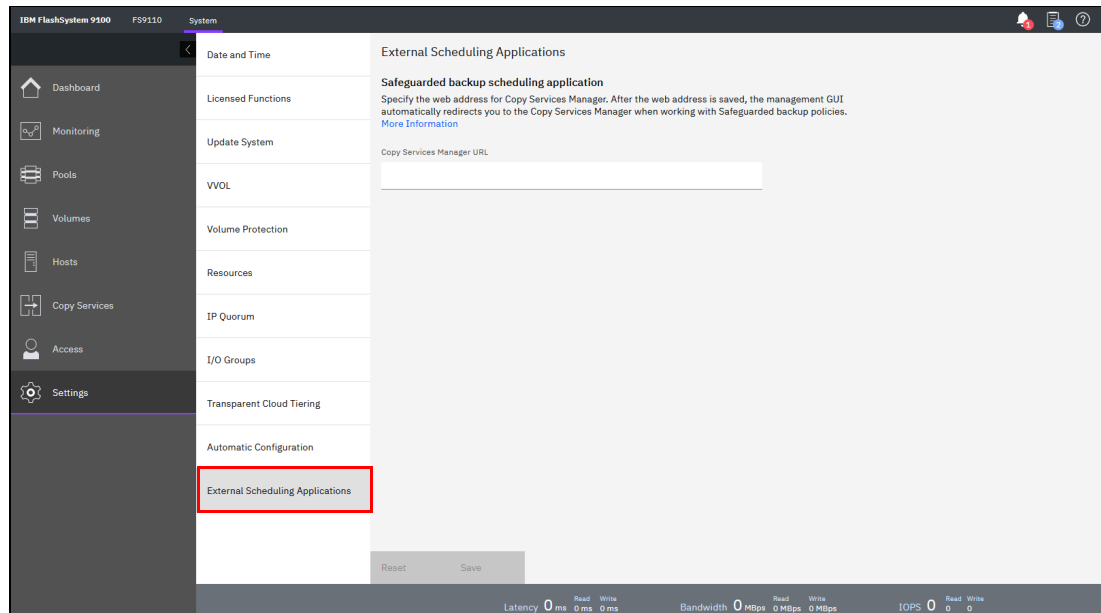 IBM FlashSystem 9100 FS9110 System
1 2
Dashboard
Monitoring
Pools
Volumes
Hosts
Copy Services
Access
Settings
Date and Time
Licensed Functions
Update System
VVOL
Volume Protection
Resources
IP Quorum
I/O Groups
Transparent Cloud Tiering
Automatic Configuration
External Scheduling Applications
External Scheduling Applications
Safeguarded backup scheduling application
Specify the web address for Copy Services Manager. After the web address is saved, the management GUI
automatically redirects you to the Copy Services Manager when working with Safeguarded backup policies.
More Information
Copy Services Manager URL
Reset Save
Latency 0 ms Read 0 ms Write 0 ms Bandwidth 0 MBps Read 0 MBps Write 0 MBps IOPS 0 Read 0 Write 0